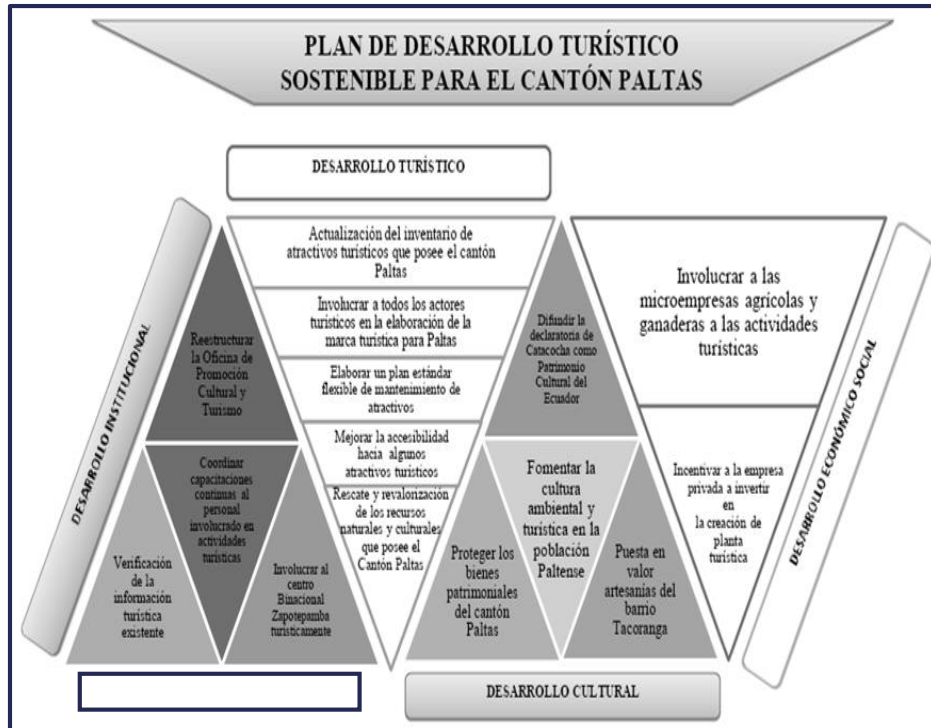 PLAN DE DESARROLLO TURÍSTICO
SOSTENIBLE PARA EL CANTÓN PALTAS
DESARROLLO TURÍSTICO
DESARROLLO INSTITUCIONAL
Reestructurar
la Oficina de
Promoción
Cultural y
Turismo
Coordinar
capacitaciones
continuas al
personal
involucrado en
actividades
turísticas
Verificación
de la
información
turística
existente
Involucrar al
centro
Binacional
Zapotepamba
turísticamente
Actualización del inventario de
atractivos turísticos que posee el cantón
Paltas
Involucrar a todos los actores
turísticos en la elaboración de la
marca turística para Paltas
Elaborar un plan estándar
flexible de mantenimiento de
atractivos
Mejorar la accesibilidad
hacia algunos
atractivos turísticos
Rescate y revalorización
de los recursos
naturales y culturales
que posee el
Cantón Paltas
Difundir la
declaratoria de
Catacocha como
Patrimonio
Cultural del
Ecuador
Fomentar la
cultura
ambiental y
turística en la
población
Paltense
Proteger los
bienes
patrimoniales
del cantón
Paltas
Puesta en
valor
artesanías del
barrio
Tacoranga
Involucrar a las
microempresas agrícolas y
ganaderas a las actividades
turísticas
Incentivar a la empresa
privada a invertir
en
la creación de
planta
turística
DESARROLLO ECONÓMICO SOCIAL
DESARROLLO CULTURAL